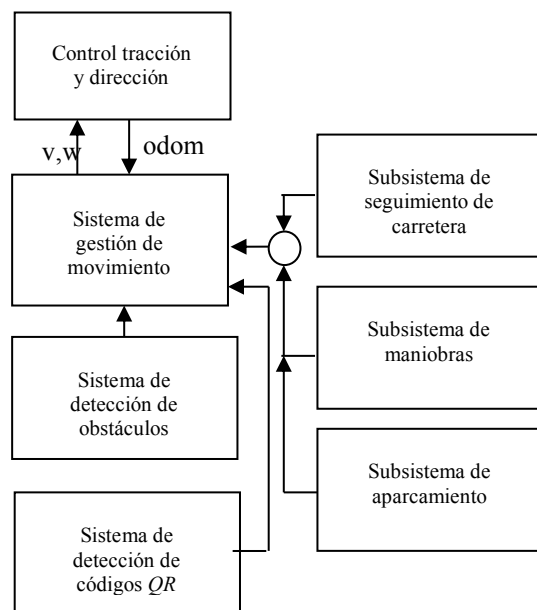 Control tracción
y dirección
v,w
odom
Sistema de
gestión de
movimiento
Subsistema de
seguimiento de
carretera
Subsistema de
maniobras
Sistema de
detección de
obstáculos
Subsistema de
aparcamiento
Sistema de
detección de
códigos QR